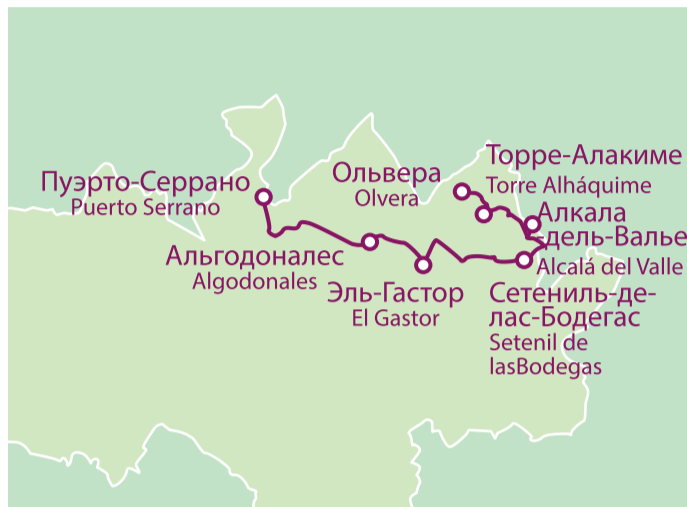 Торре-Алакиме
Torre Alháquime
Ольвера
Olvera
Пуэрто-Серрано
Puerto Serrano
Алкала
-дель-Валье
Alcalá del Valle
Альгодоналес
Algodonales
Эль-Гастор
El Gastor
Сетениль-де-
лас-Бодегас
Setenil de
lasBodegas